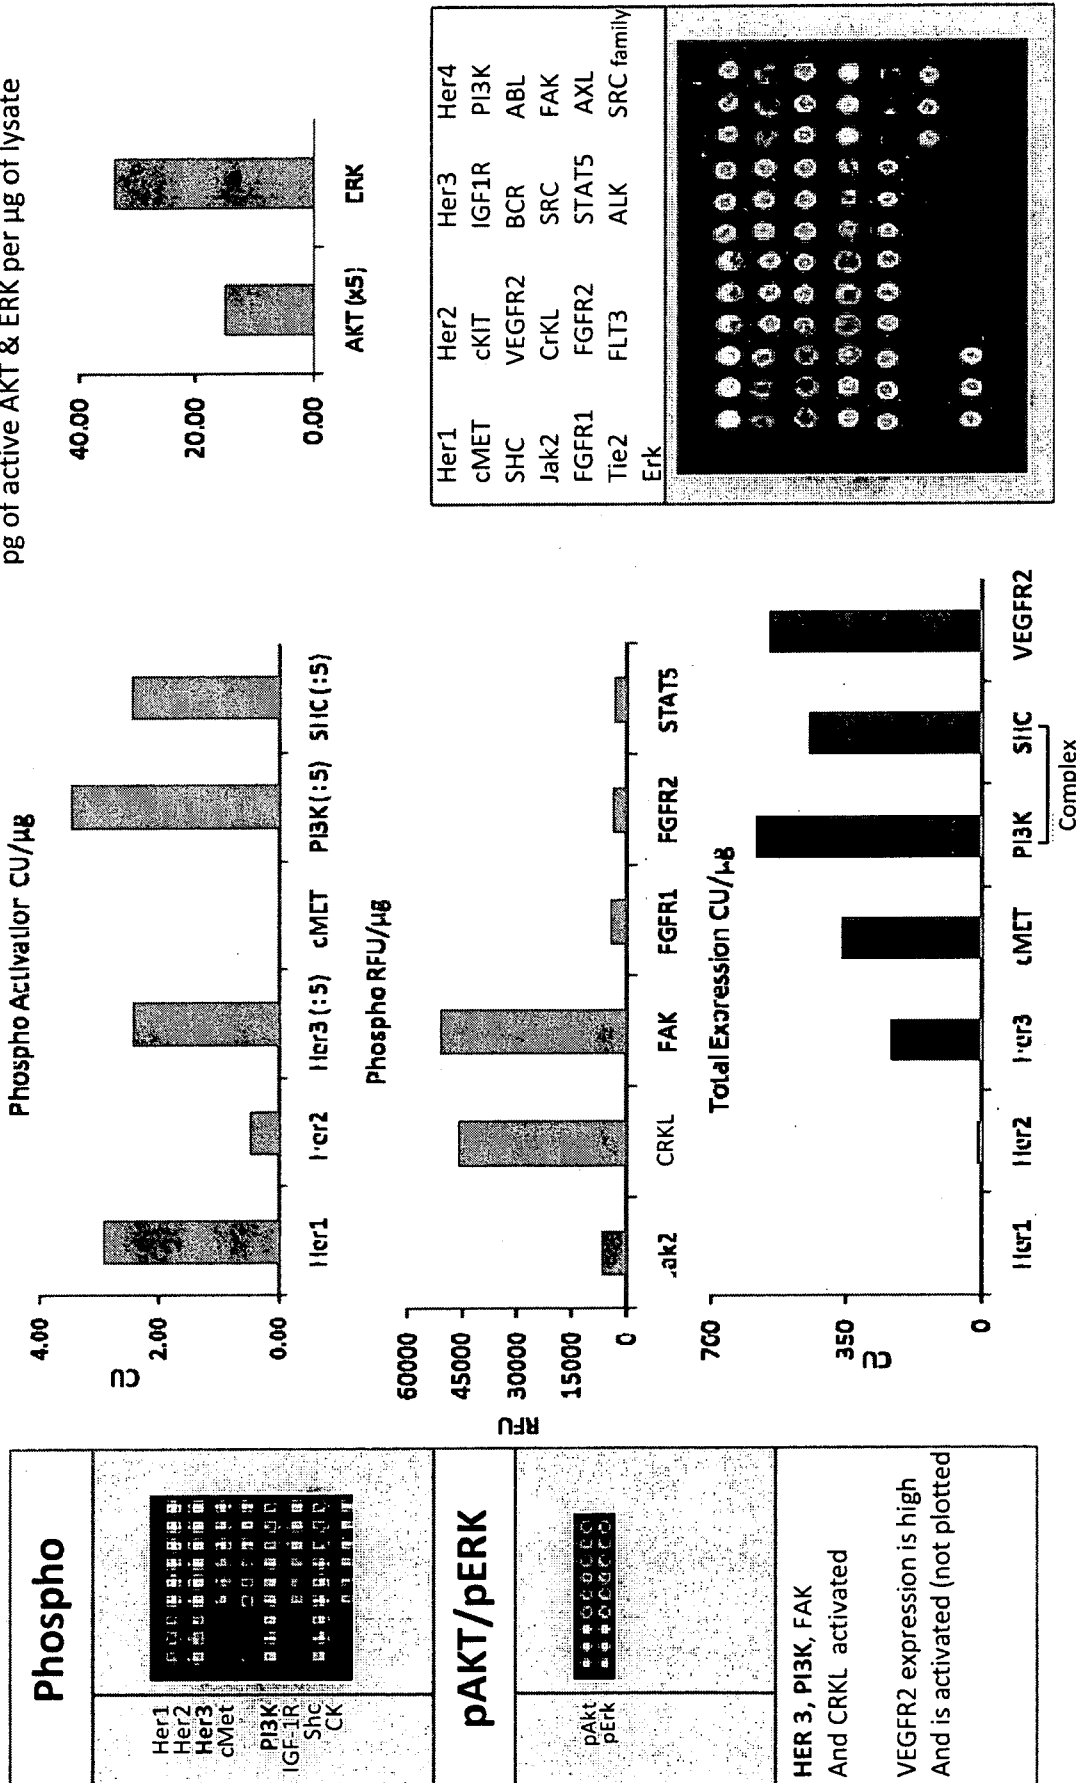 Phospho
Her1
Her2
Her3
cMet
PI3K
IGF-1R
Shc
CK
pAKT/pERK
pAkt
pErk
HER 3, PI3K, FAK
And CRKL activated
VEGFR2 expression is high
And is activated (not plotted
Phospho Activation CU/µg
CU
4.00
2.00
0.00
Her1 Her2 Her3 (:5) cMET PI3K (:5) SHC (:5)
Phospho RFU/µg
RFU
60000
45000
30000
15000
0
Jak2 CRKL FAK FGFR1 FGFR2 STAT5
Total Expression CU/µg
CU
700
350
0
Her1 Her2 Her3 cMET PI3K SHC VEGFR2
Complex
pg of active AKT & ERK per µg of lysate
40.00
20.00
0.00
AKT (x5) ERK
Her1 Her2 Her3 Her4
cMET cKIT IGF1R PI3K
SHC VEGFR2 BCR ABL
Jak2 CrKL SRC FAK
FGFR1 FGFR2 STAT5 AXL
Tie2 FLT3 ALK SRC family
Erk